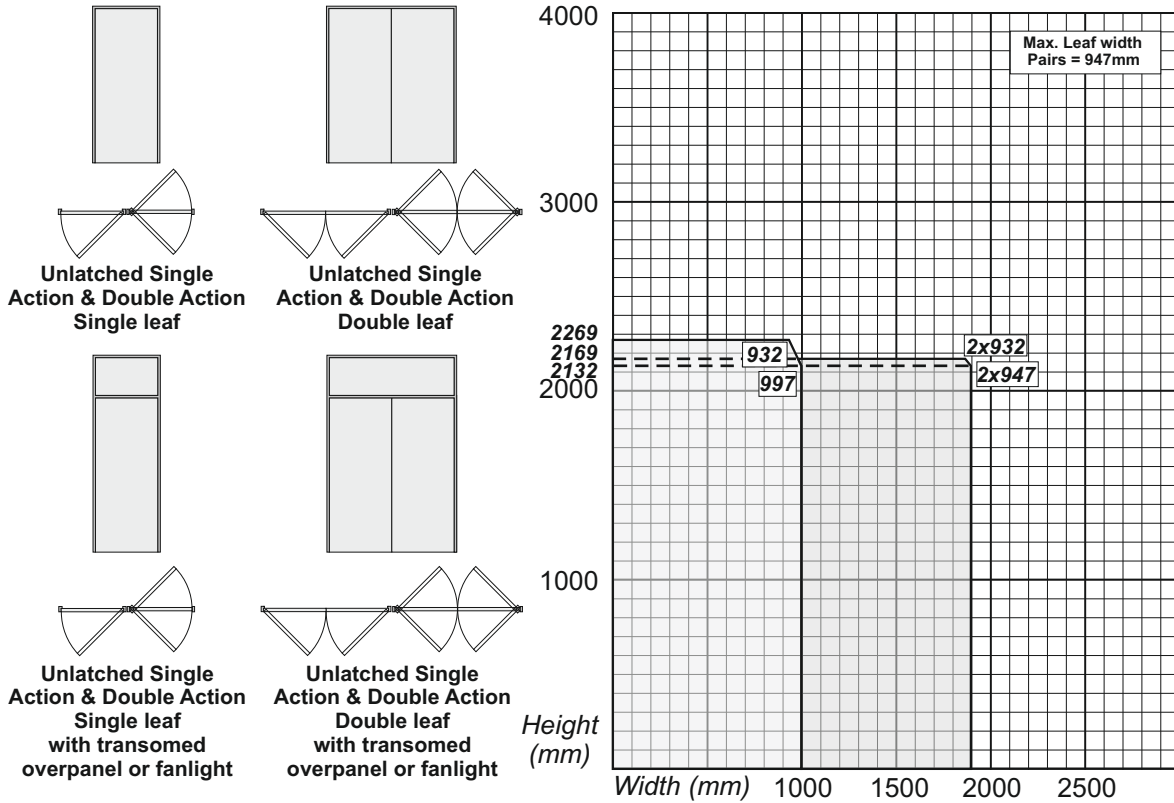 Unlatched Single
Action & Double Action
Single leaf
Unlatched Single
Action & Double Action
Double leaf
Unlatched Single
Action & Double Action
Single leaf
with transomed
overpanel or fanlight
Unlatched Single
Action & Double Action
Double leaf
with transomed
overpanel or fanlight
4000
Max. Leaf width
Pairs = 947mm
3000
2269
2169
2132
2000
932
997
2x932
2x947
1000
Height
(mm)
Width (mm) 1000 1500 2000 2500